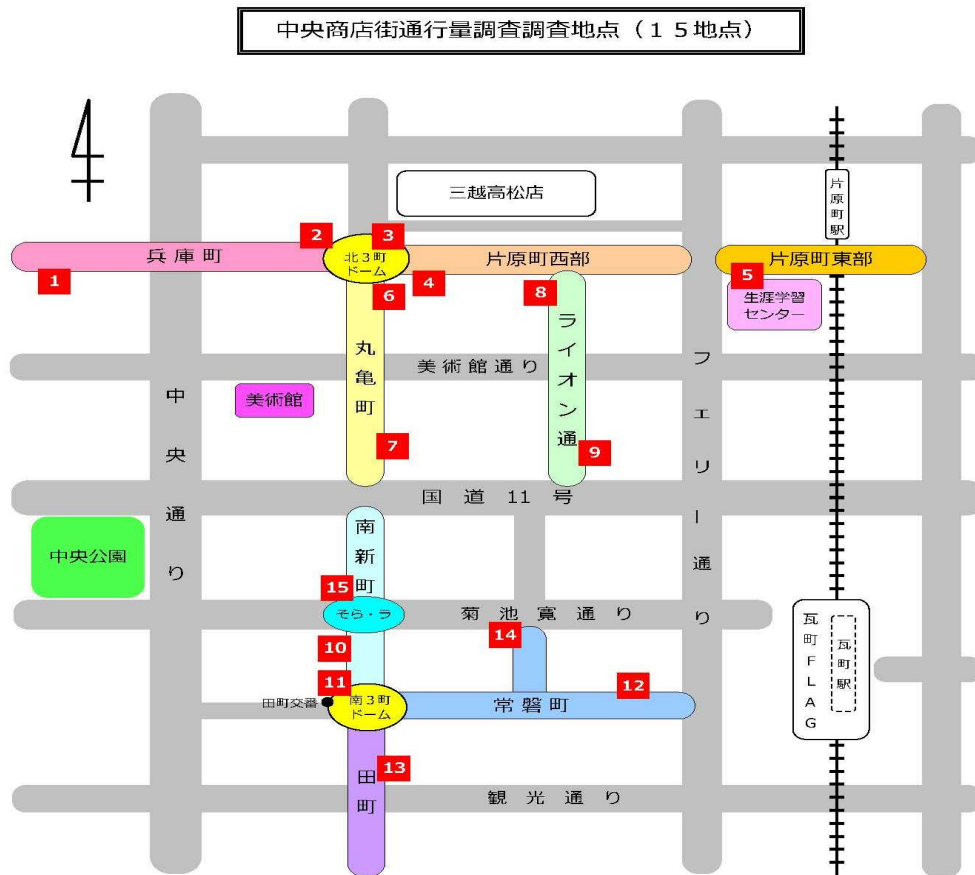 中央商店街通行量調査調査地点（１５地点）
三越高松店
片原町駅
2
3
兵庫町
北３町
ドーム
片原町西部
片原町東部
1
4
5
6
8
生涯学習
センター
丸亀町
ライオン通
美術館通り
フェリー通り
中央通り
美術館
7
9
国道11号
南新町
中央公園
15
そら・ラ
菊池寛通り
14
10
瓦町ＦＬＡＧ
瓦町駅
11
12
田町交番
南３町
ドーム
常磐町
13
田町
観光通り